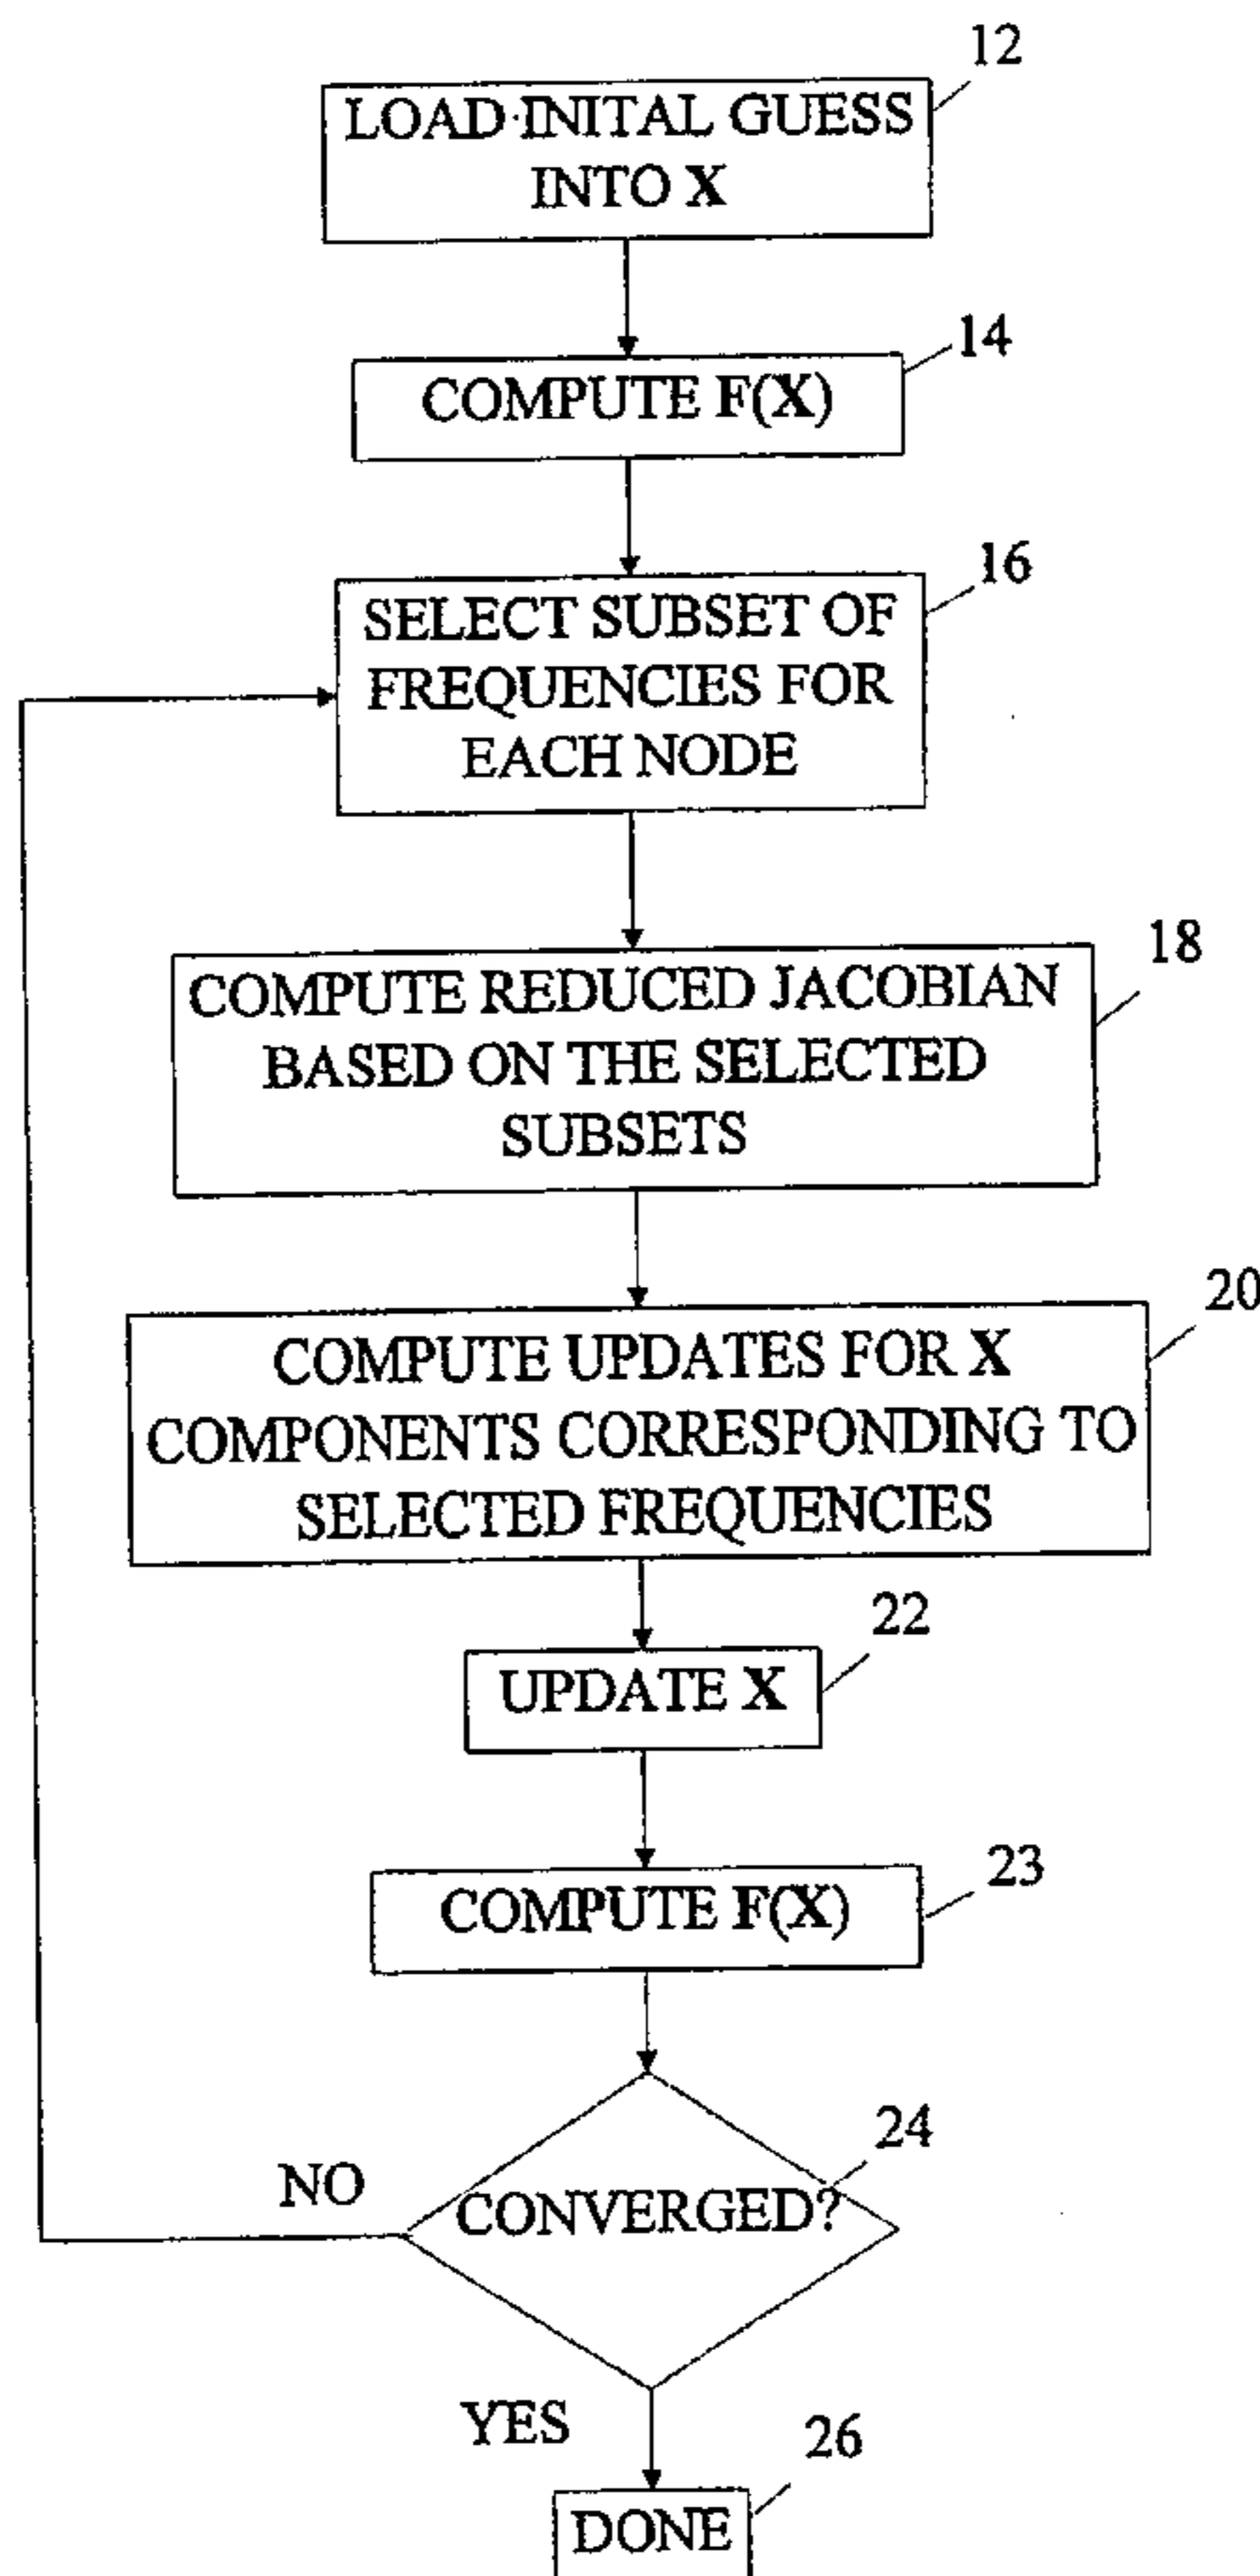 12
LOAD INITAL GUESS
INTO X
14
COMPUTE F(X)
16
SELECT SUBSET OF
FREQUENCIES FOR
EACH NODE
18
COMPUTE REDUCED JACOBIAN
BASED ON THE SELECTED
SUBSETS
20
COMPUTE UPDATES FOR X
COMPONENTS CORRESPONDING TO
SELECTED FREQUENCIES
22
UPDATE X
23
COMPUTE F(X)
24
NO
CONVERGED?
YES
26
DONE